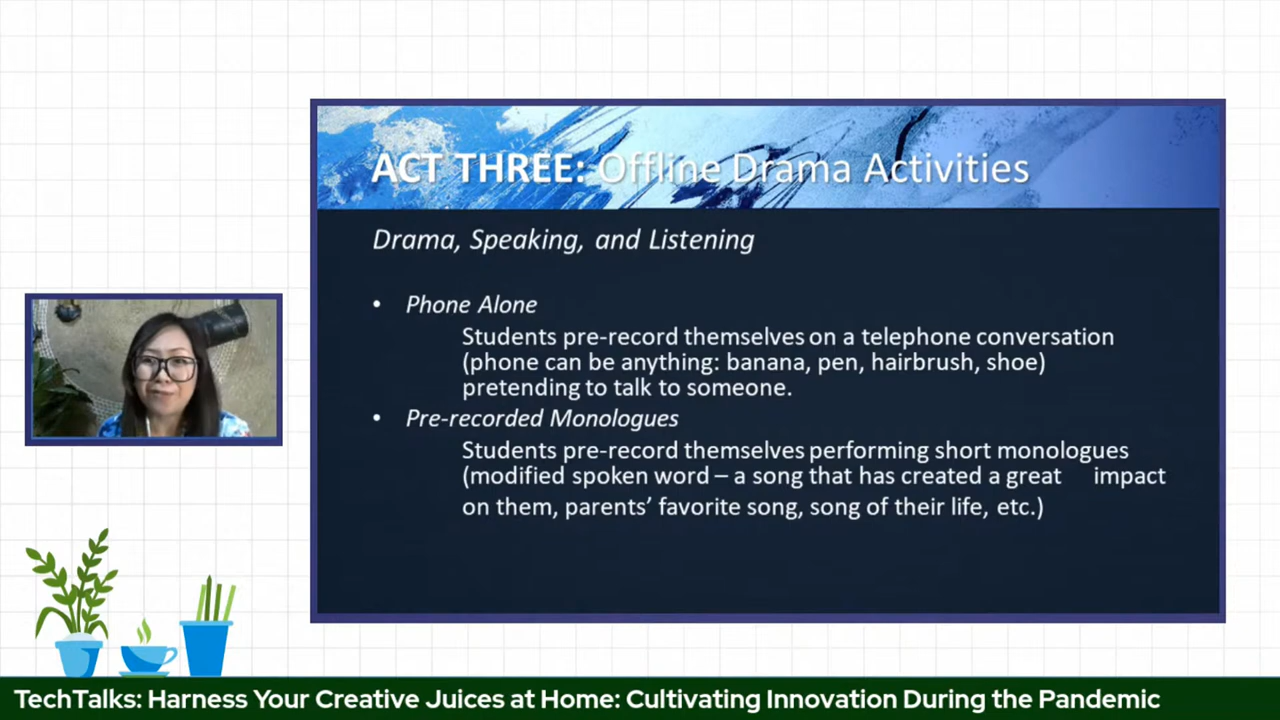 ACT THREE: Offline Drama Activities
Drama, Speaking, and Listening
• Phone Alone
Students pre-record themselves on a telephone conversation
(phone can be anything: banana, pen, hairbrush, shoe)
pretending to talk to someone.
• Pre-recorded Monologues
Students pre-record themselves performing short monologues
(modified spoken word – a song that has created a great impact
on them, parents’ favorite song, song of their life, etc.)
TechTalks: Harness Your Creative Juices at Home: Cultivating Innovation During the Pandemic